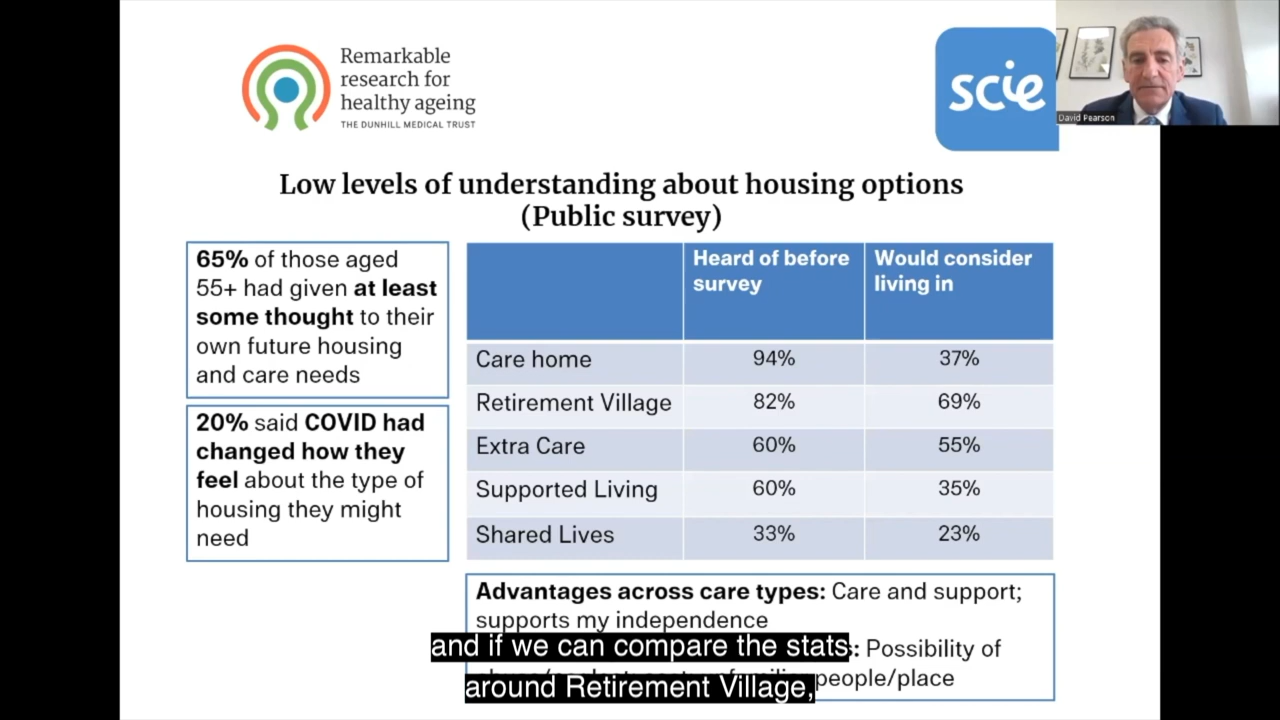 Remarkable
research for
healthy ageing
THE DUNHILL MEDICAL TRUST
scie
David Pearson
Low levels of understanding about housing options
(Public survey)
65% of those aged
55+ had given at least
some thought to their
own future housing
and care needs
20% said COVID had
changed how they
feel about the type of
housing they might
need
Heard of before survey Would consider living in
Care home 94% 37%
Retirement Village 82% 69%
Extra Care 60% 55%
Supported Living 60% 35%
Shared Lives 33% 23%
Advantages across care types: Care and support;
supports my independence
: Possibility of
people/place
and if we can compare the stats
around Retirement Village,